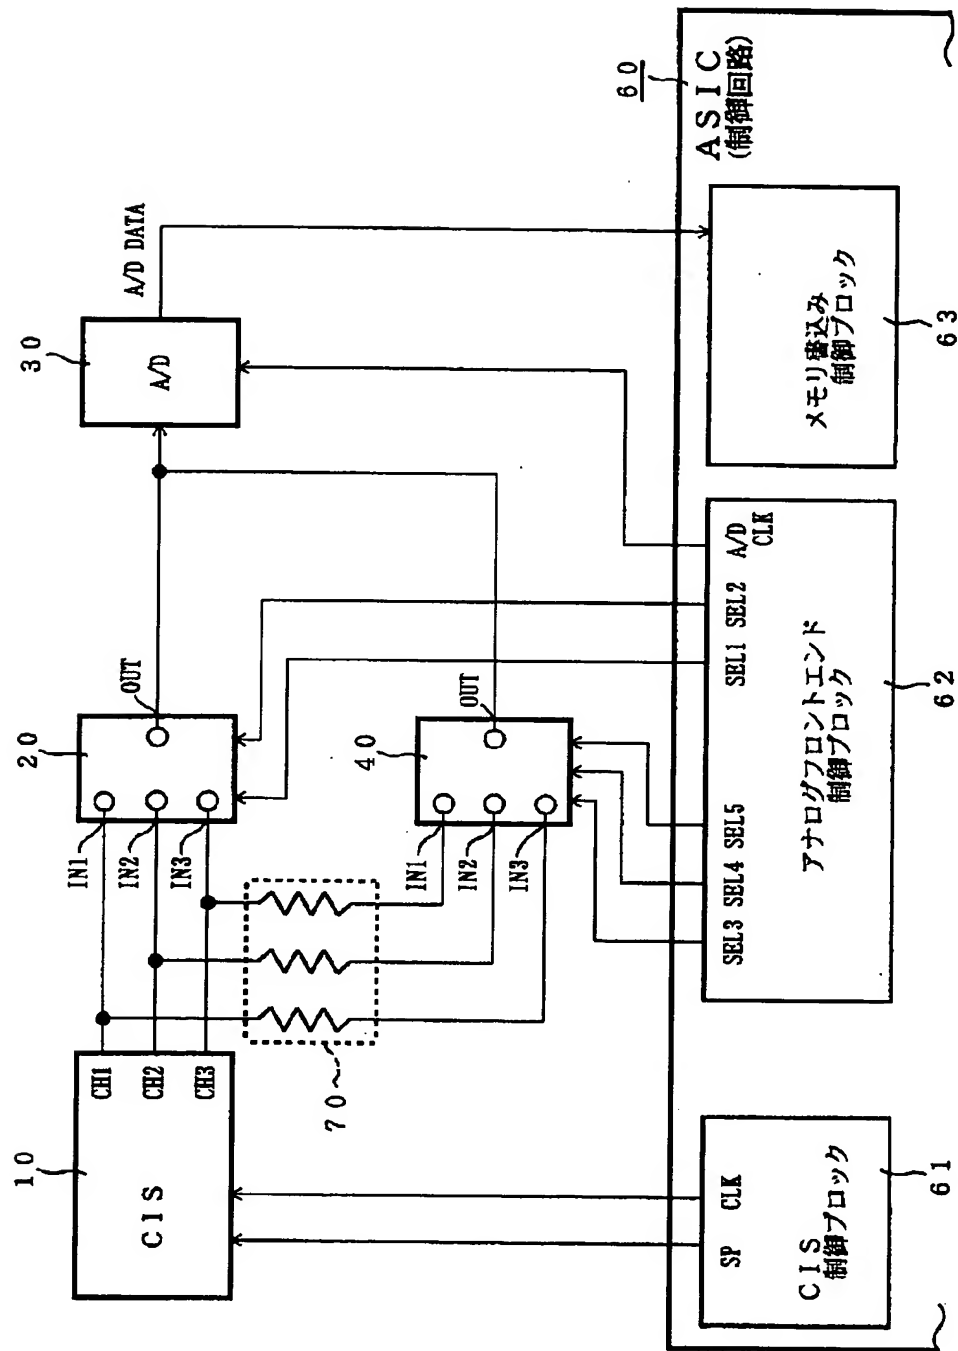 10
CIS
CH1
CH2
CH3
70
IN1
IN2
IN3
20
OUT
IN1
IN2
IN3
40
OUT
30
A/D
A/D DATA
60
ASIC
(制御回路)
SP
CLK
CIS
制御ブロック
61
SEL3
SEL4
SEL5
SEL1
SEL2
A/D
CLK
アナログフロントエンド
制御ブロック
62
メモリ書込み
制御ブロック
63